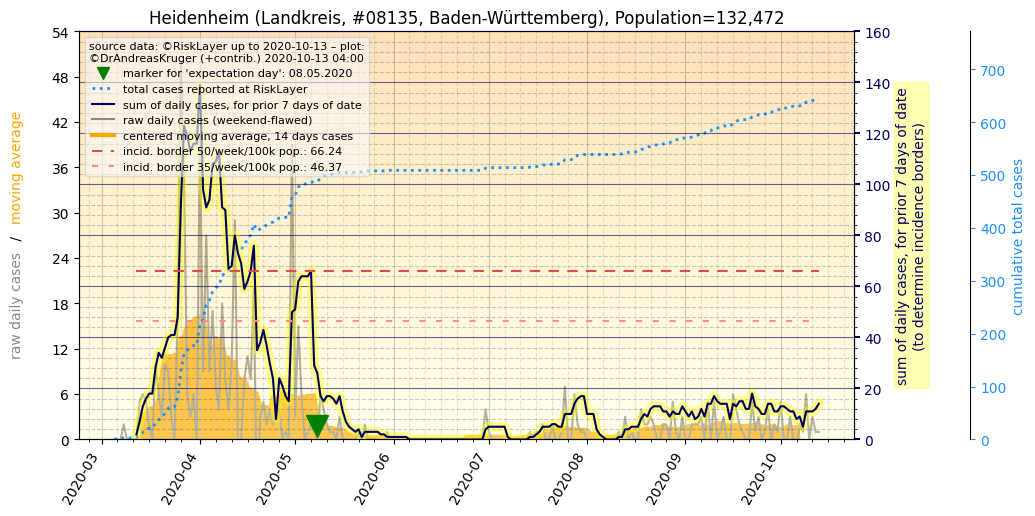 Heidenheim (Landkreis, #08135, Baden-Württemberg), Population=132,472
source data: ©RiskLayer up to 2020-10-13 – plot:
©DrAndreasKruger (+contrib.) 2020-10-13 04:00
marker for 'expectation day': 08.05.2020
total cases reported at RiskLayer
sum of daily cases, for prior 7 days of date
raw daily cases (weekend-flawed)
centered moving average, 14 days cases
incid. border 50/week/100k pop.: 66.24
incid. border 35/week/100k pop.: 46.37
raw daily cases / moving average
54
48
42
36
30
24
18
12
6
0
160
140
120
100
80
60
40
20
0
sum of daily cases, for prior 7 days of date
(to determine incidence borders)
700
600
500
400
300
200
100
0
cumulative total cases
2020-03
2020-04
2020-05
2020-06
2020-07
2020-08
2020-09
2020-10